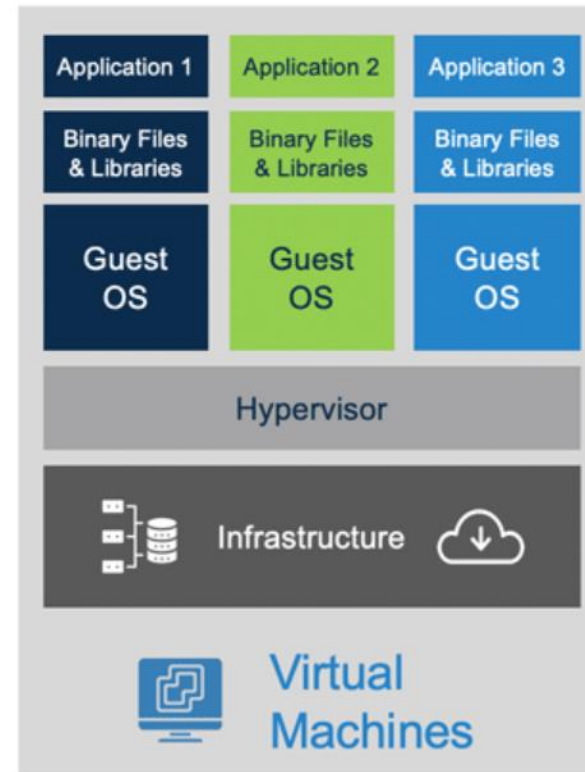 Application 1
Application 2
Application 3
Binary Files
& Libraries
Binary Files
& Libraries
Binary Files
& Libraries
Guest
OS
Guest
OS
Guest
OS
Hypervisor
Infrastructure
Virtual
Machines